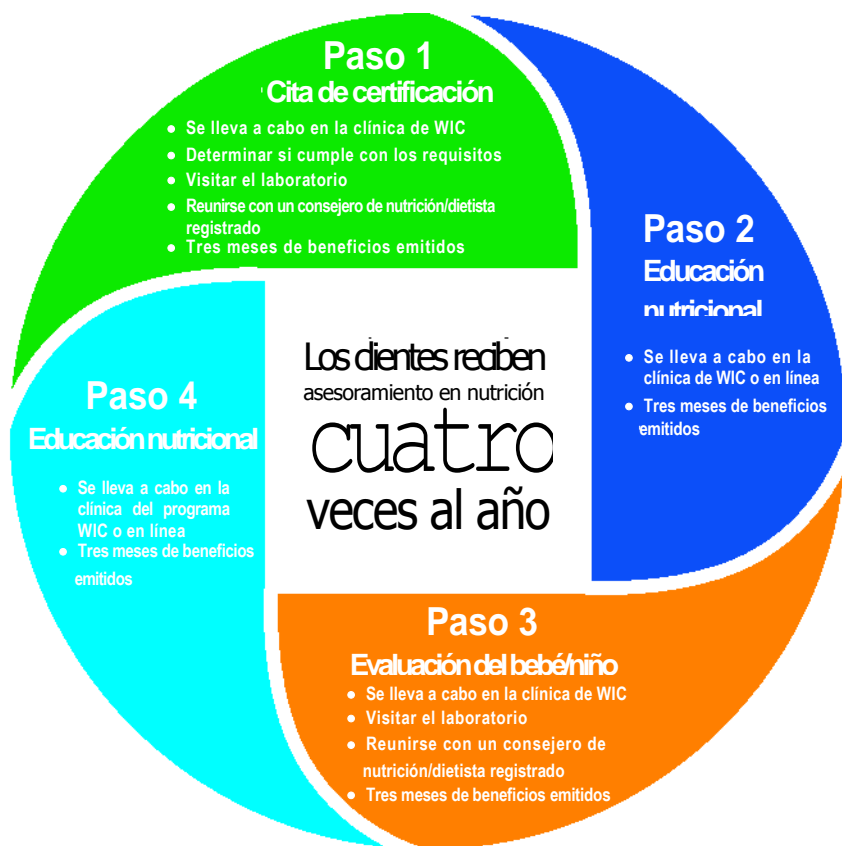 Paso 1
Cita de certificación
• Se lleva a cabo en la clínica de WIC
• Determinar si cumple con los requisitos
• Visitar el laboratorio
• Reunirse con un consejero de nutrición/dietista
registrado
• Tres meses de beneficios emitidos
Paso 2
Educación
nutricional
• Se lleva a cabo en la
clínica de WIC o en línea
• Tres meses de beneficios
emitidos
Paso 3
Evaluación del bebé/niño
• Se lleva a cabo en la clínica de WIC
• Visitar el laboratorio
• Reunirse con un consejero de
nutrición/dietista registrado
• Tres meses de beneficios emitidos
Paso 4
Educación nutricional
• Se lleva a cabo en la
clínica del programa
WIC o en línea
• Tres meses de beneficios
emitidos
Los clientes reciben
asesoramiento en nutrición
cuatro
veces al año